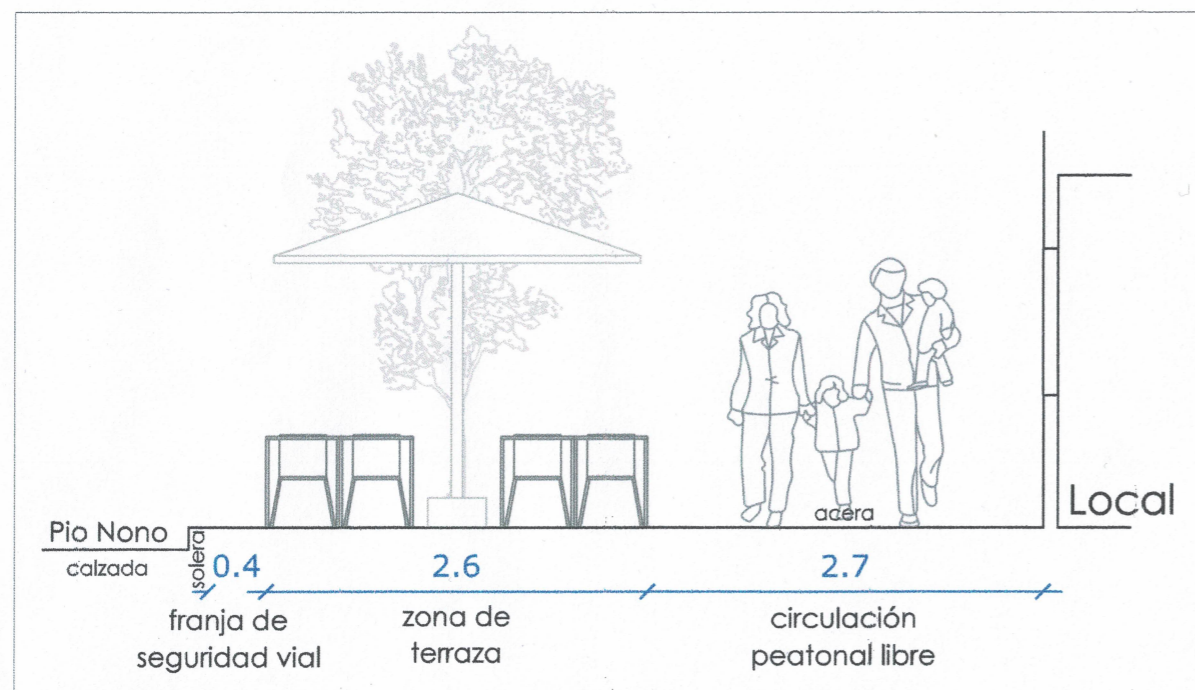 acera
Local
Pio Nono
calzada
solera
0.4
2.6
2.7
franja de
seguridad vial
zona de
terraza
circulación
peatonal libre